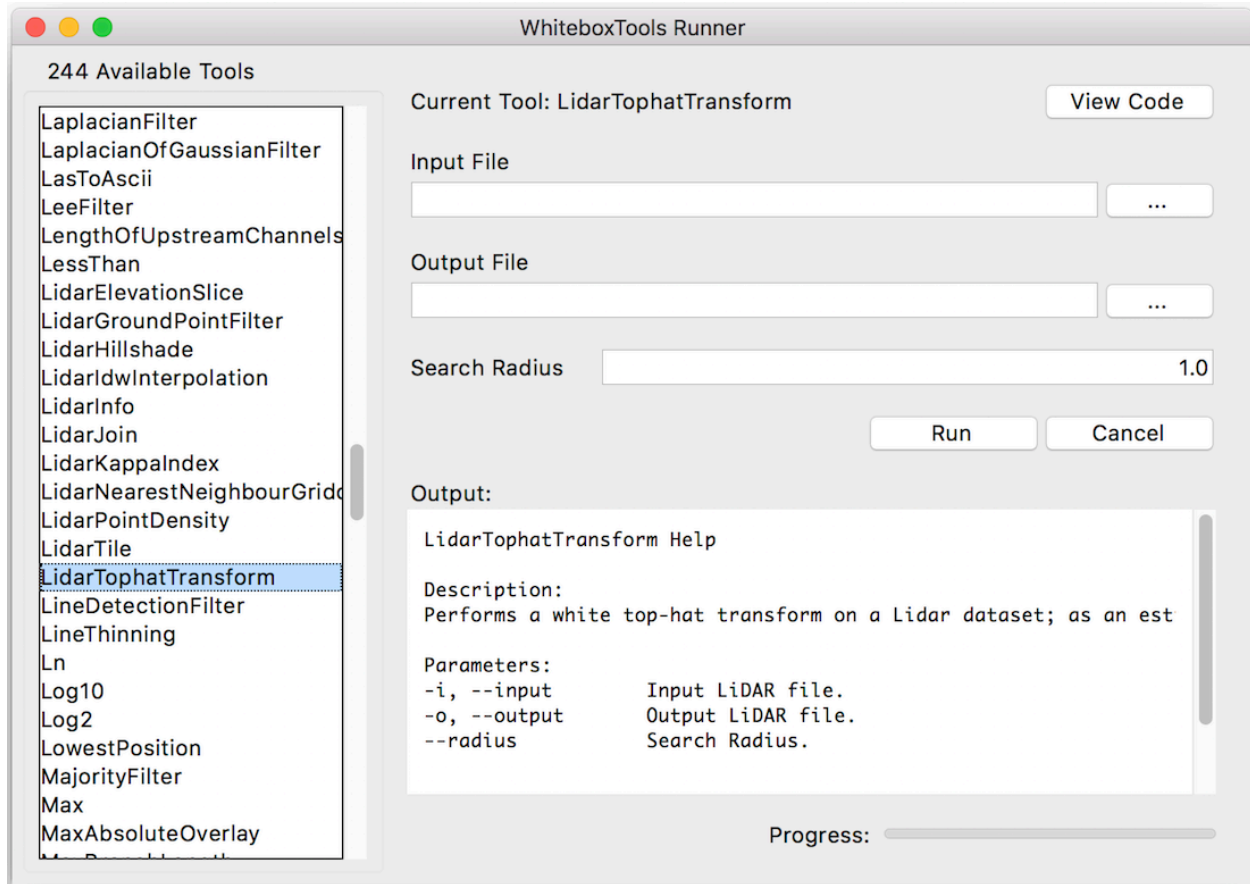 WhiteboxTools Runner
244 Available Tools
LaplacianFilter
LaplacianOfGaussianFilter
LasToAscii
LeeFilter
LengthOfUpstreamChannels
LessThan
LidarElevationSlice
LidarGroundPointFilter
LidarHillshade
LidarIdwInterpolation
LidarInfo
LidarJoin
LidarKappaIndex
LidarNearestNeighbourGridd
LidarPointDensity
LidarTile
LidarTophatTransform
LineDetectionFilter
LineThinning
Ln
Log10
Log2
LowestPosition
MajorityFilter
Max
MaxAbsoluteOverlay
Current Tool: LidarTophatTransform
View Code
Input File
...
Output File
...
Search Radius 1.0
Run Cancel
Output:
LidarTophatTransform Help
Description:
Performs a white top-hat transform on a Lidar dataset; as an est
Parameters:
-i, --input Input LiDAR file.
-o, --output Output LiDAR file.
--radius Search Radius.
Progress: